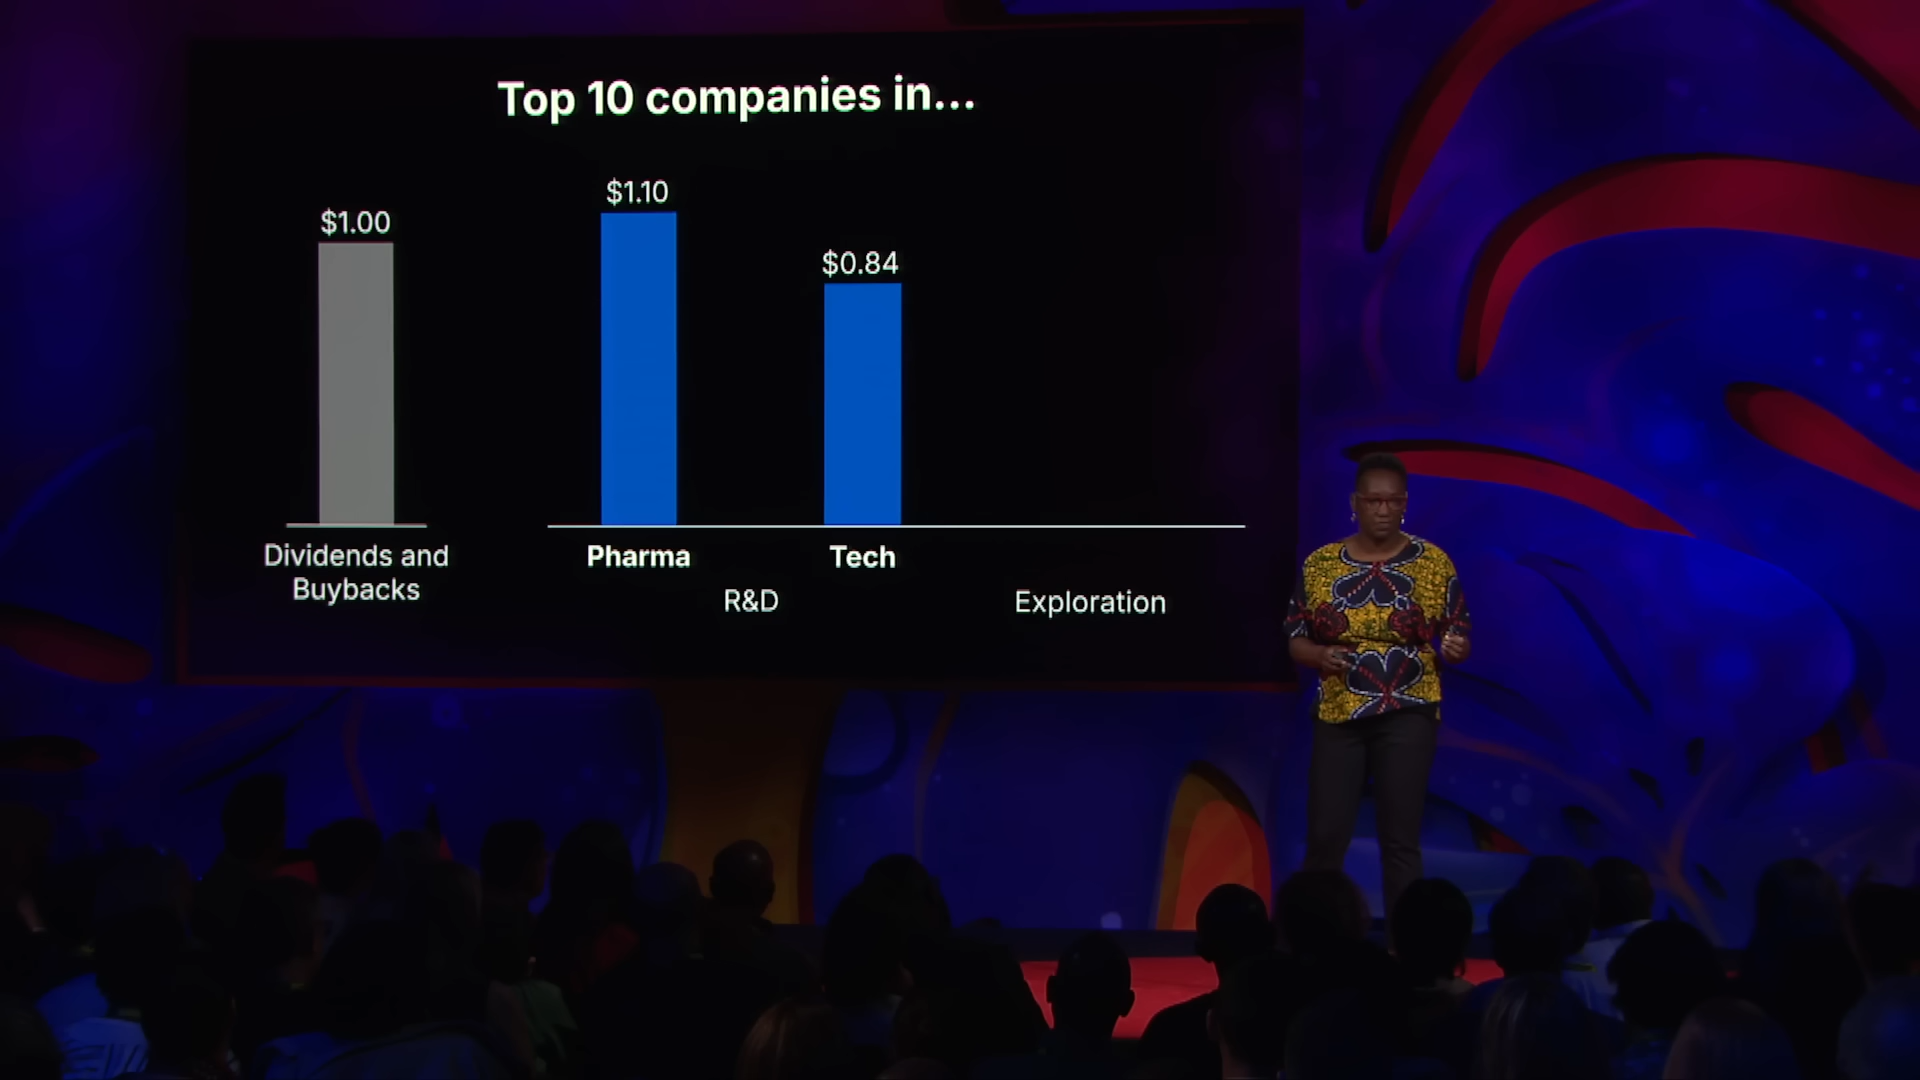 Top 10 companies in...
$1.00
$1.10
$0.84
Dividends and
Buybacks
Pharma
Tech
R&D
Exploration